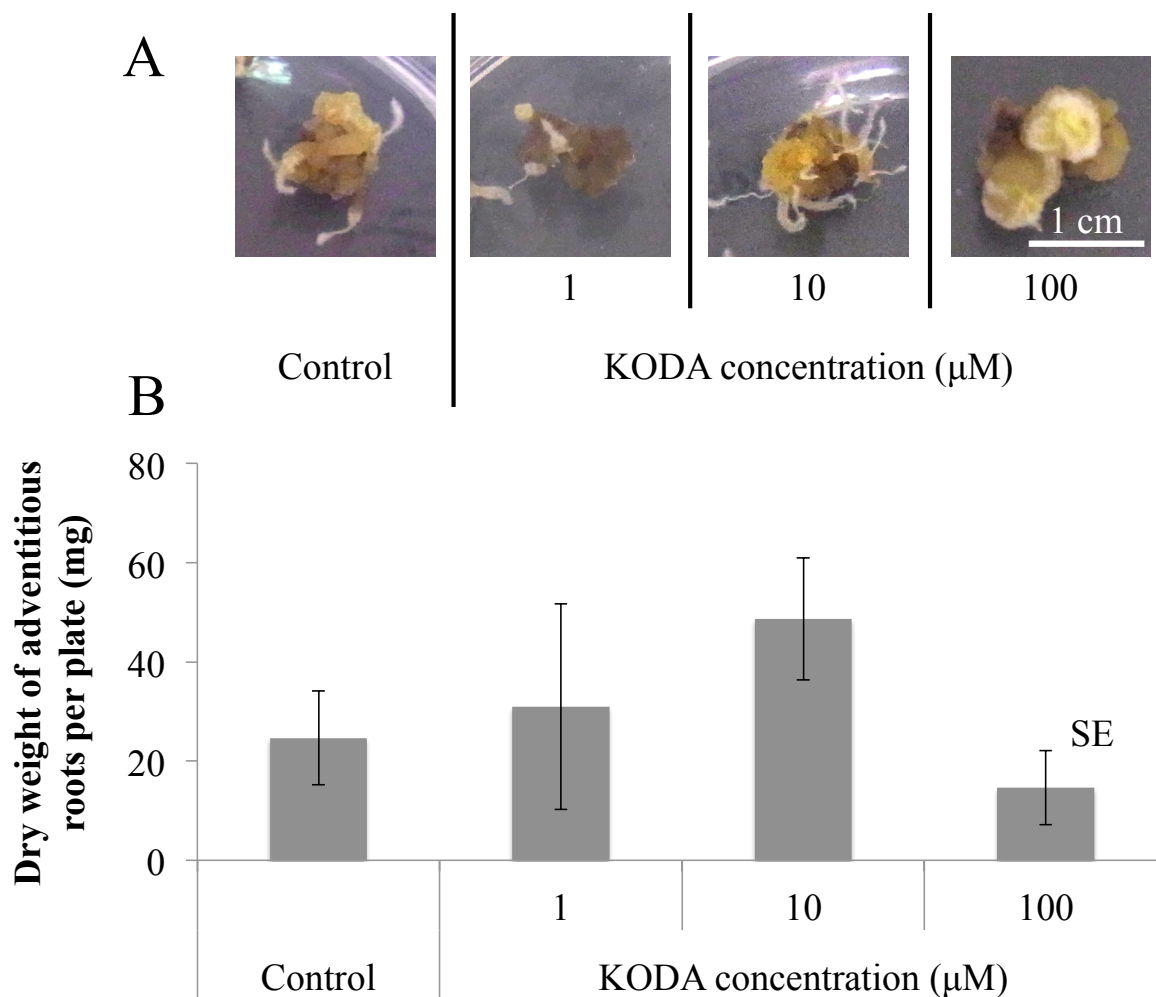 A
1 cm
1
10
100
Control
KODA concentration (μM)
B
Dry weight of adventitious
roots per plate (mg)
80
60
40
20
0
SE
1
10
100
Control
KODA concentration (μM)